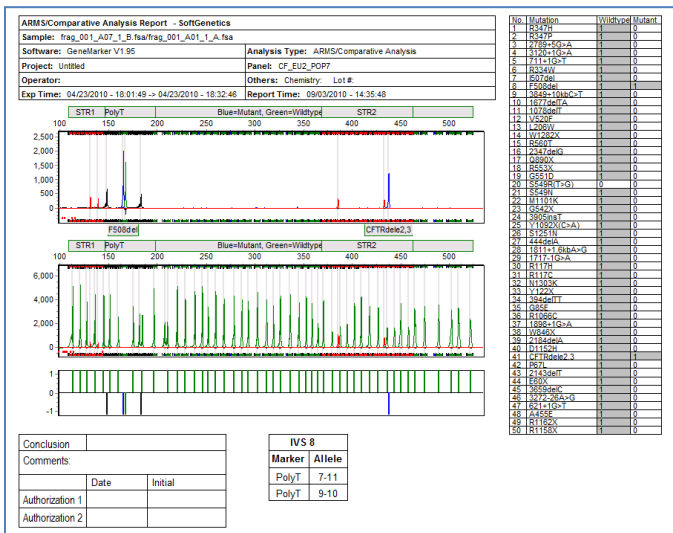 ARMS/Comparative Analysis Report - SoftGenetics
Sample: frag_001_A07_1_B.fsa/frag_001_A01_1_A.fsa
Software: GeneMarker V1.95 Analysis Type: ARMS/Comparative Analysis
Project: Untitled Panel: CF_EU2_POP7
Operator: Others: Chemistry: Lot #:
Exp Time: 04/23/2010 - 18:01:49 -> 04/23/2010 - 18:32:46 Report Time: 09/03/2010 - 14:35:48
STR1 PolyT Blue=Mutant, Green=Wildtype STR2
100 150 200 250 300 350 400 450 500
2,500
2,000
1,500
1,000
500
0
F508del CFTRdele2,3
STR1 PolyT Blue=Mutant, Green=Wildtype STR2
100 150 200 250 300 350 400 450 500
6,000
4,000
2,000
0
1
0
-1
Conclusion
Comments:
Date Initial
Authorization 1
Authorization 2
IVS 8
Marker Allele
PolyT 7-11
PolyT 9-10
No. Mutation Wildtype Mutant
1 R347H 1 0
2 R347P 1 0
3 2789+5G>A 1 0
4 3120+1G>A 1 0
5 711+1G>T 1 0
6 R334W 1 0
7 I507del 1 0
8 F508del 1 1
9 3849+10kbC>T 1 0
10 1677delTA 1 0
11 1078delT 1 0
12 V520F 1 0
13 L206W 1 0
14 W1282X 1 0
15 R560T 1 0
16 2347delG 1 0
17 Q890X 1 0
18 R553X 1 0
19 G551D 1 0
20 S549R(T>G) 0 0
21 S549N 1 0
22 M1101K 1 0
23 G542X 1 0
24 3905insT 1 0
25 Y1092X(C>A) 1 0
26 S1251N 1 0
27 444delA 1 0
28 1811+1.6kbA>G 1 0
29 1717-1G>A 1 0
30 R117H 1 0
31 R117C 1 0
32 N1303K 1 0
33 Y122X 1 0
34 394delTT 1 0
35 G85E 1 0
36 R1066C 1 0
37 1898+1G>A 1 0
38 W846X 1 0
39 2184delA 1 0
40 D1152H 1 0
41 CFTRdele2,3 1 1
42 P67L 1 0
43 2143delT 1 0
44 E60X 1 0
45 3659delC 1 0
46 3272-26A>G 1 0
47 621+1G>T 1 0
48 A455E 1 0
49 R1162X 1 0
50 R1158X 1 0